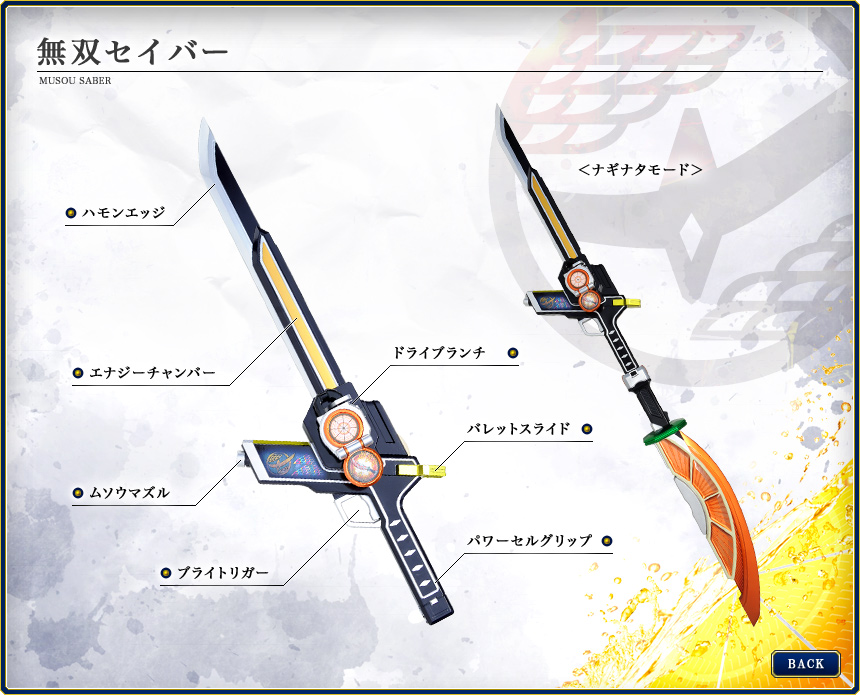 無双セイバー
MUSOU SABER
＜ナギナタモード＞
ハモンエッジ
ドライブランチ
エナジーチャンバー
バレットスライド
ムソウマズル
パワーセルグリップ
ブライトリガー
BACK